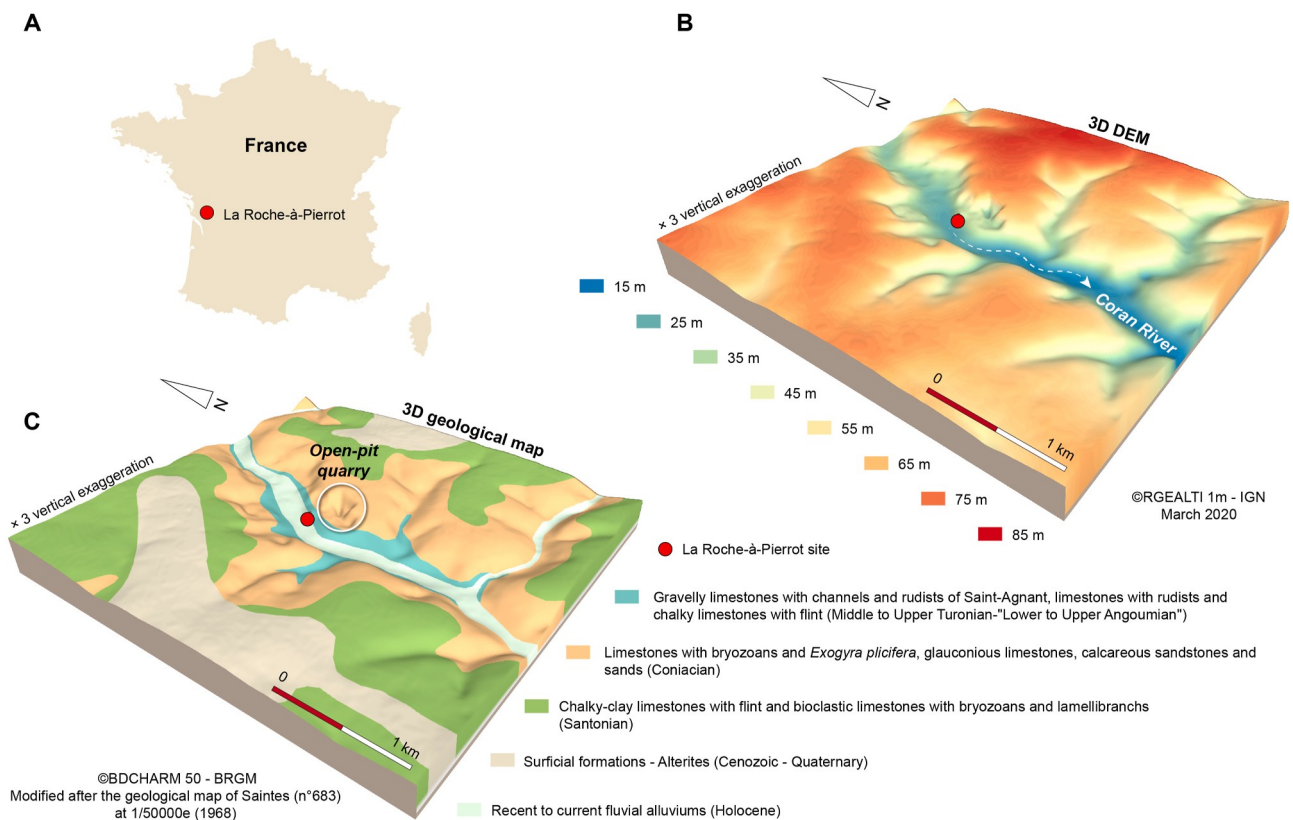 A
France
La Roche-à-Pierrot
B
N
3D DEM
× 3 vertical exaggeration
Coran River
0
1 km
15 m
25 m
35 m
45 m
55 m
65 m
75 m
85 m
©RGEALTI 1m - IGN
March 2020
C
N
3D geological map
Open-pit
quarry
× 3 vertical exaggeration
0
1 km
©BDCHARM 50 - BRGM
Modified after the geological map of Saintes (n°683)
at 1/50000e (1968)
La Roche-à-Pierrot site
Gravelly limestones with channels and rudists of Saint-Agnant, limestones with rudists and
chalky limestones with flint (Middle to Upper Turonian-"Lower to Upper Angoumian")
Limestones with bryozoans and Exogyra plicifera, glauconious limestones, calcareous sandstones and
sands (Coniacian)
Chalky-clay limestones with flint and bioclastic limestones with bryozoans and lamellibranchs
(Santonian)
Surficial formations - Alterites (Cenozoic - Quaternary)
Recent to current fluvial alluviums (Holocene)